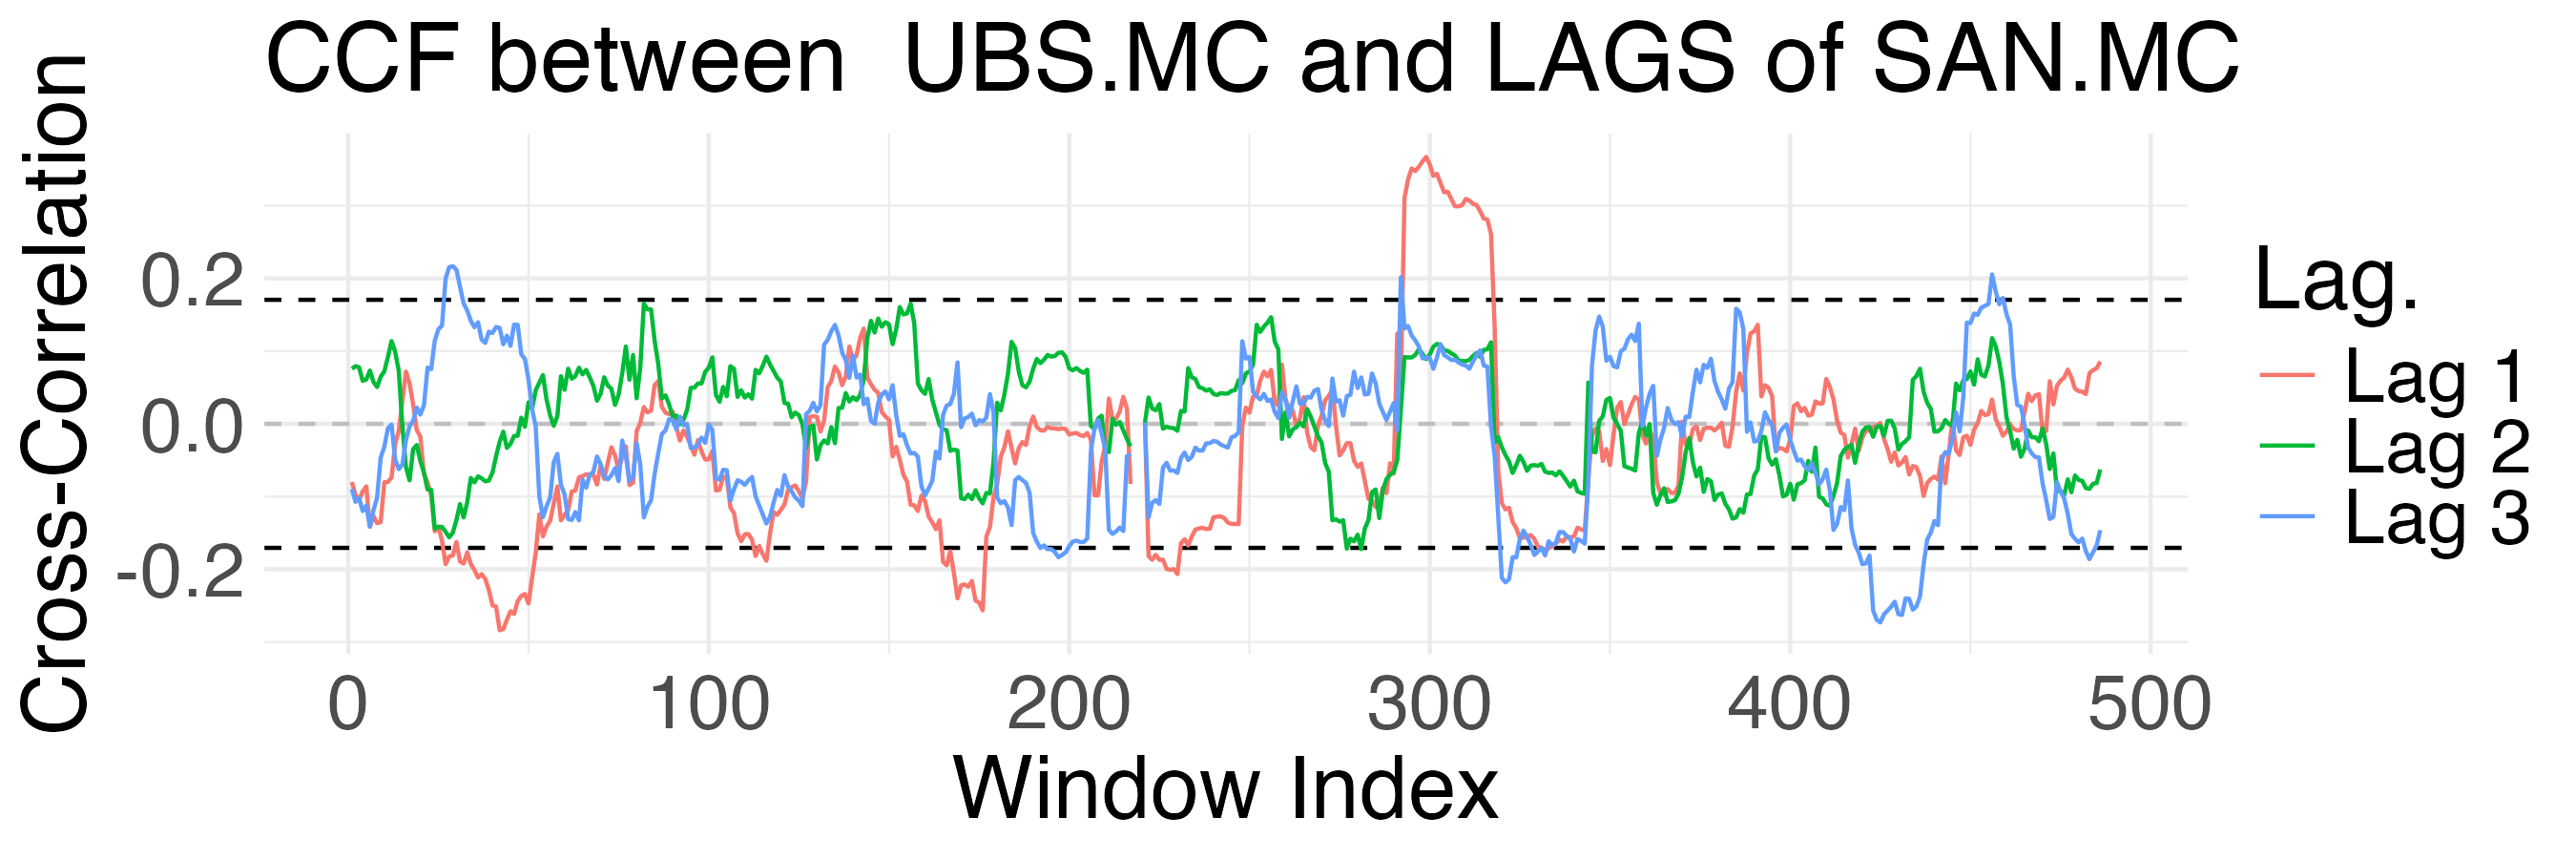 CCF between  UBS.MC and LAGS of SAN.MC
Cross-Correlation
0.2
0.0
-0.2
0 100 200 300 400 500
Window Index
Lag.
Lag 1
Lag 2
Lag 3